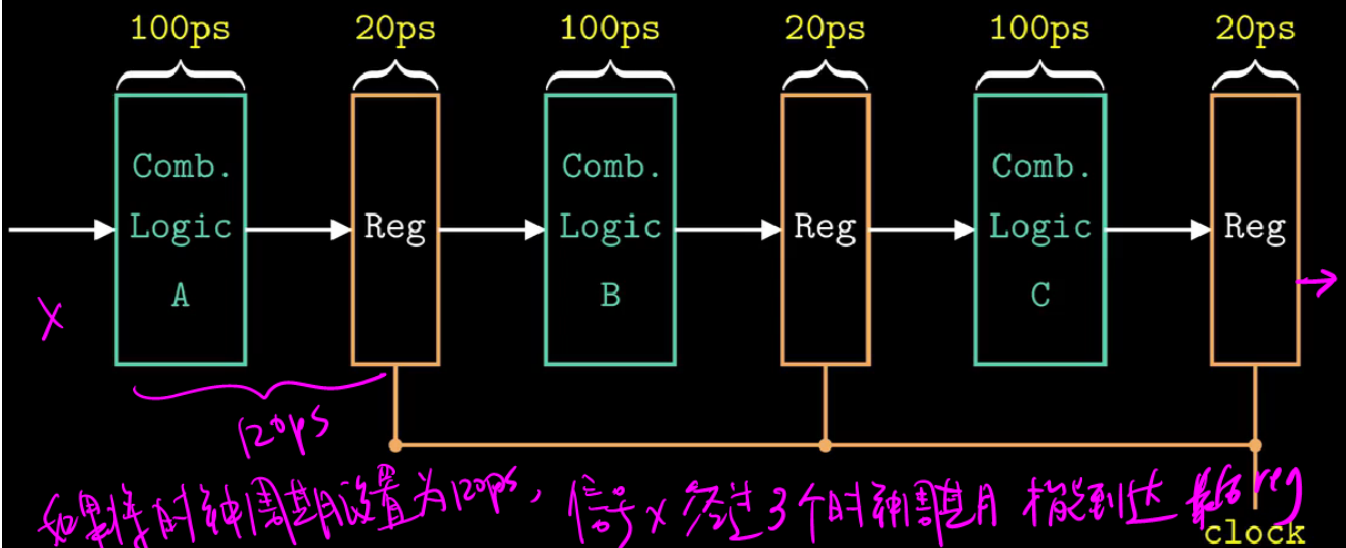 100ps 20ps 100ps 20ps 100ps 20ps
Comb. Logic A
Reg
Comb. Logic B
Reg
Comb. Logic C
Reg
X
120ps
如果将时钟周期设置为120ps, 信号x经过3个时钟周期 才能到达最后reg
clock